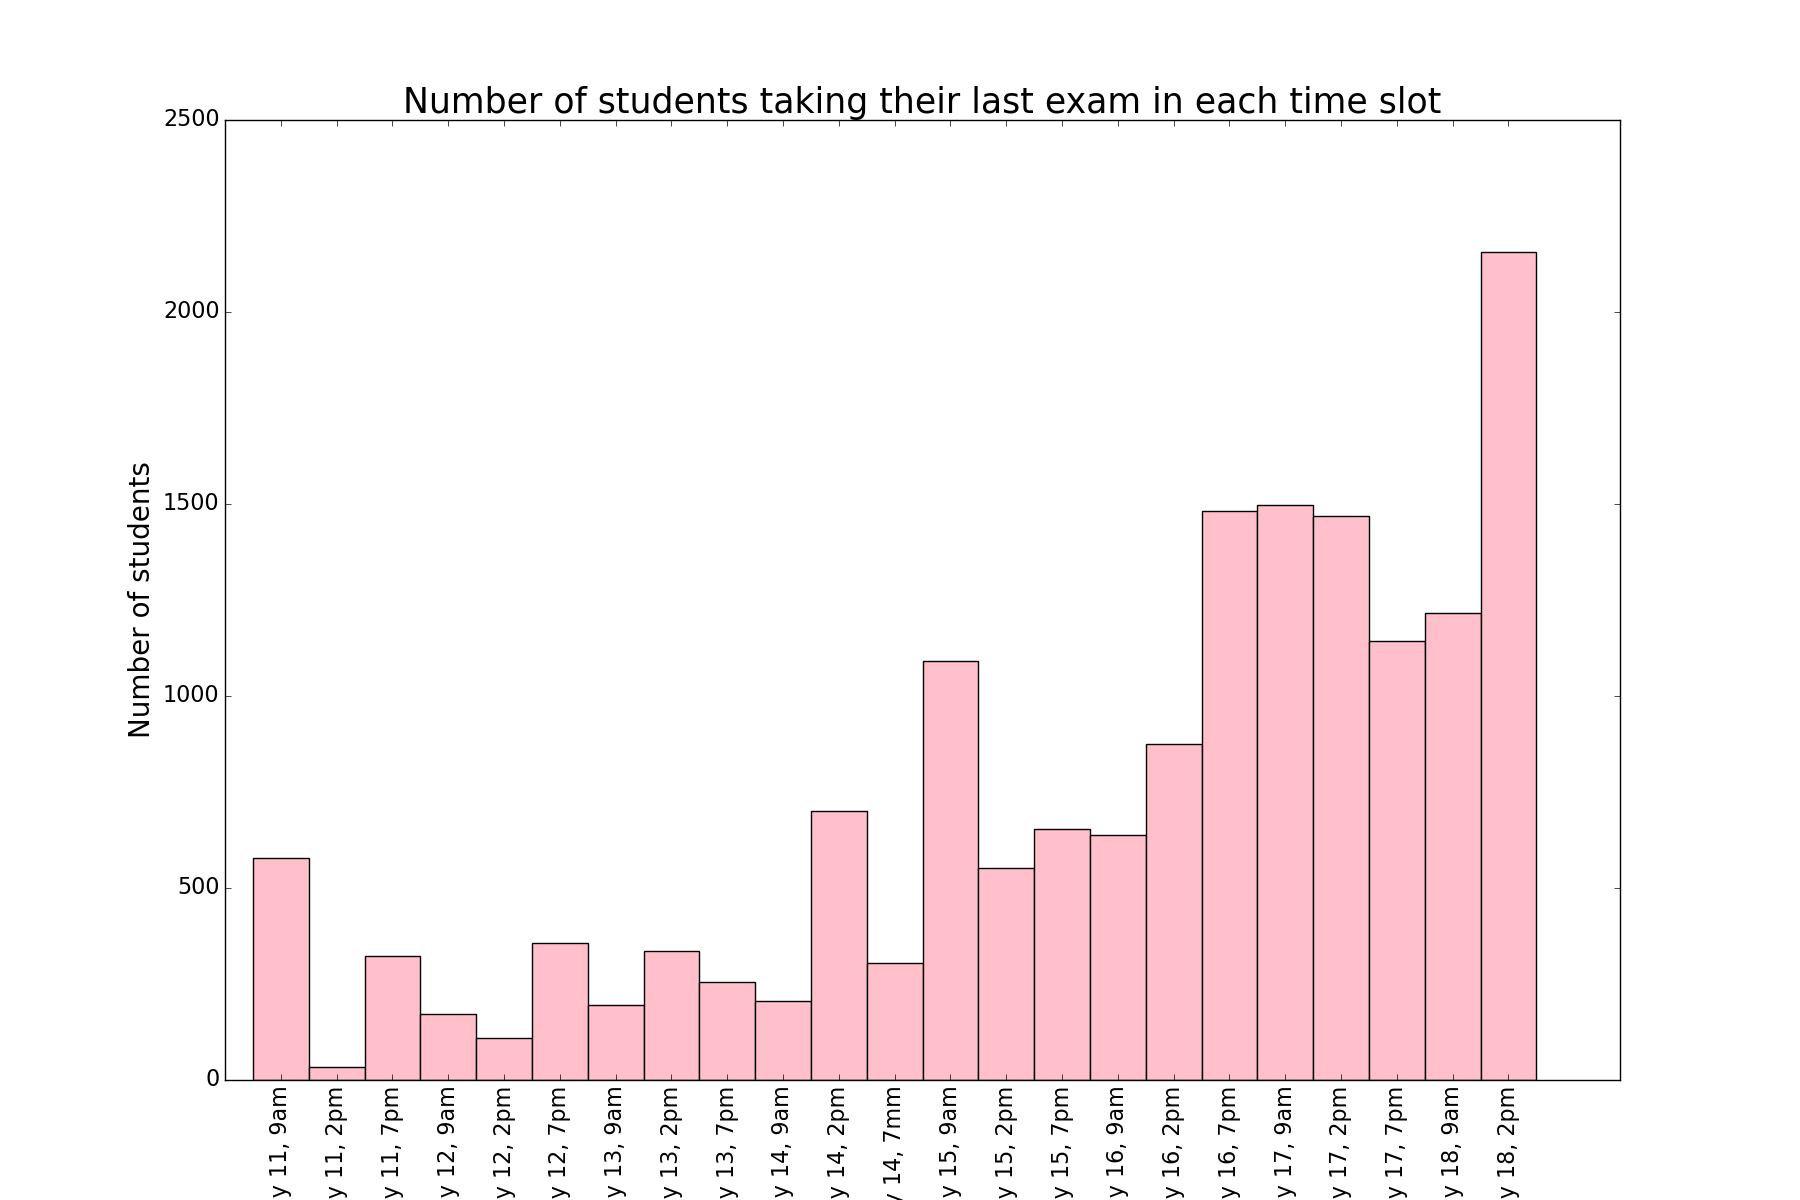 Number of students taking their last exam in each time slot
2500
2000
1500
1000
500
0
Number of students
y 11, 9am
y 11, 2pm
y 11, 7pm
y 12, 9am
y 12, 2pm
y 12, 7pm
y 13, 9am
y 13, 2pm
y 13, 7pm
y 14, 9am
y 14, 2pm
y 14, 7mm
y 15, 9am
y 15, 2pm
y 15, 7pm
y 16, 9am
y 16, 2pm
y 16, 7pm
y 17, 9am
y 17, 2pm
y 17, 7pm
y 18, 9am
y 18, 2pm